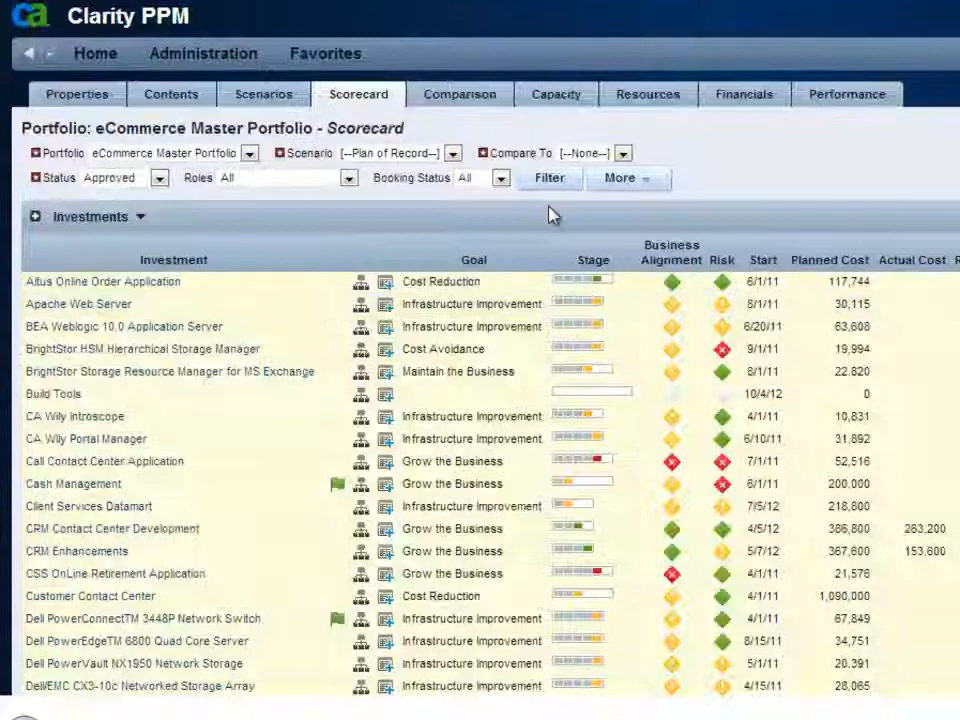 ca Clarity PPM
Home Administration Favorites
Properties Contents Scenarios Scorecard Comparison Capacity Resources Financials Performance
Portfolio: eCommerce Master Portfolio - Scorecard
Portfolio eCommerce Master Portfolio Scenario [--Plan of Record--] Compare To [--None--]
Status Approved Roles All Booking Status All Filter More
Investments
Investment Goal Stage Business Alignment Risk Start Planned Cost Actual Cost
Altus Online Order Application Cost Reduction 6/1/11 117,744
Apache Web Server Infrastructure Improvement 8/1/11 30,115
BEA Weblogic 10.0 Application Server Infrastructure Improvement 6/20/11 63,608
BrightStor HSM Hierarchical Storage Manager Cost Avoidance 9/1/11 19,994
BrightStor Storage Resource Manager for MS Exchange Maintain the Business 8/1/11 22,820
Build Tools 10/4/12 0
CA Wily Introscope Infrastructure Improvement 4/1/11 10,831
CA Wily Portal Manager Infrastructure Improvement 6/10/11 31,892
Call Contact Center Application Grow the Business 7/1/11 52,516
Cash Management Grow the Business 6/1/11 200,000
Client Services Datamart Infrastructure Improvement 7/5/12 218,800
CRM Contact Center Development Grow the Business 4/5/12 386,800 263,200
CRM Enhancements Grow the Business 5/7/12 367,600 153,600
CSS OnLine Retirement Application Grow the Business 4/1/11 21,576
Customer Contact Center Cost Reduction 4/1/11 1,090,000
Dell PowerConnectTM 3448P Network Switch Infrastructure Improvement 4/1/11 67,849
Dell PowerEdgeTM 6800 Quad Core Server Infrastructure Improvement 8/15/11 34,751
Dell PowerVault NX1950 Network Storage Infrastructure Improvement 5/1/11 20,391
Dell/EMC CX3-10c Networked Storage Array Infrastructure Improvement 4/15/11 28,065